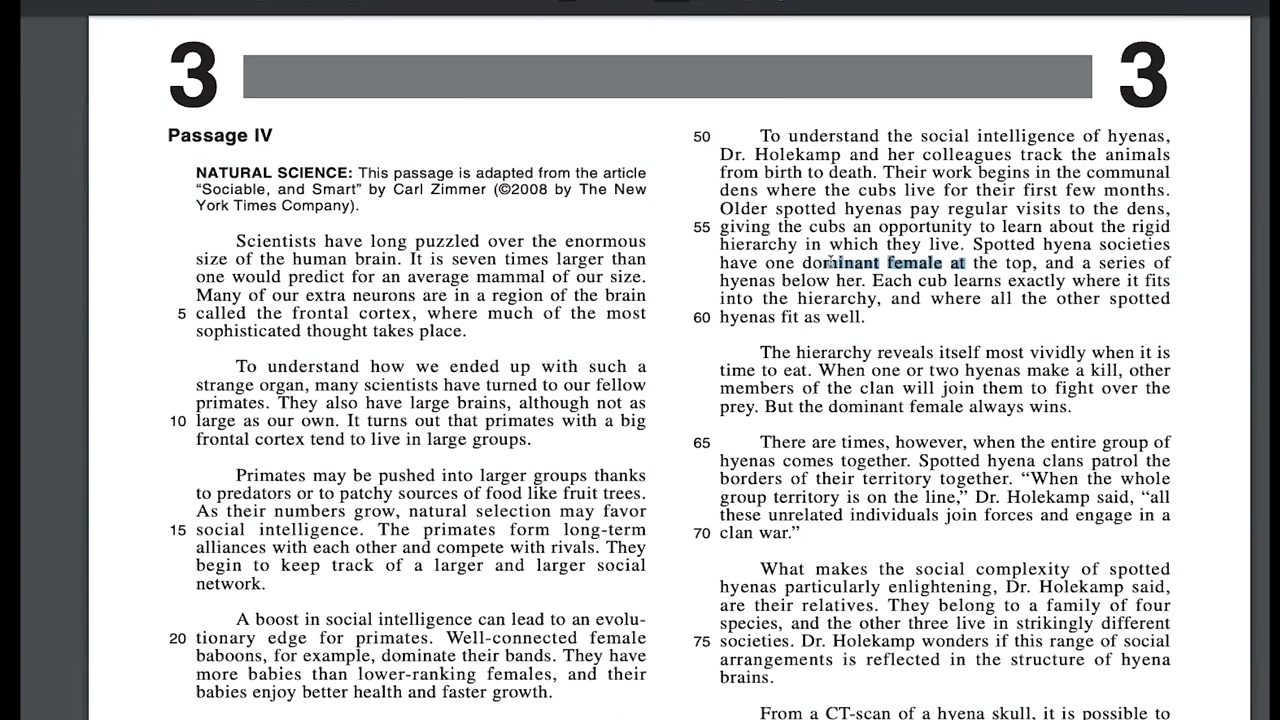 3
3
Passage IV
NATURAL SCIENCE: This passage is adapted from the article
“Sociable, and Smart” by Carl Zimmer (©2008 by The New
York Times Company).
Scientists have long puzzled over the enormous
size of the human brain. It is seven times larger than
one would predict for an average mammal of our size.
Many of our extra neurons are in a region of the brain
5 called the frontal cortex, where much of the most
sophisticated thought takes place.
To understand how we ended up with such a
strange organ, many scientists have turned to our fellow
primates. They also have large brains, although not as
10 large as our own. It turns out that primates with a big
frontal cortex tend to live in large groups.
Primates may be pushed into larger groups thanks
to predators or to patchy sources of food like fruit trees.
As their numbers grow, natural selection may favor
15 social intelligence. The primates form long-term
alliances with each other and compete with rivals. They
begin to keep track of a larger and larger social
network.
A boost in social intelligence can lead to an evolu-
20 tionary edge for primates. Well-connected female
baboons, for example, dominate their bands. They have
more babies than lower-ranking females, and their
babies enjoy better health and faster growth.
50 To understand the social intelligence of hyenas,
Dr. Holekamp and her colleagues track the animals
from birth to death. Their work begins in the communal
dens where the cubs live for their first few months.
Older spotted hyenas pay regular visits to the dens,
55 giving the cubs an opportunity to learn about the rigid
hierarchy in which they live. Spotted hyena societies
have one dominant female at the top, and a series of
hyenas below her. Each cub learns exactly where it fits
into the hierarchy, and where all the other spotted
60 hyenas fit as well.
The hierarchy reveals itself most vividly when it is
time to eat. When one or two hyenas make a kill, other
members of the clan will join them to fight over the
prey. But the dominant female always wins.
65 There are times, however, when the entire group of
hyenas comes together. Spotted hyena clans patrol the
borders of their territory together. “When the whole
group territory is on the line,” Dr. Holekamp said, “all
these unrelated individuals join forces and engage in a
70 clan war.”
What makes the social complexity of spotted
hyenas particularly enlightening, Dr. Holekamp said,
are their relatives. They belong to a family of four
species, and the other three live in strikingly different
75 societies. Dr. Holekamp wonders if this range of social
arrangements is reflected in the structure of hyena
brains.
From a CT-scan of a hyena skull, it is possible to